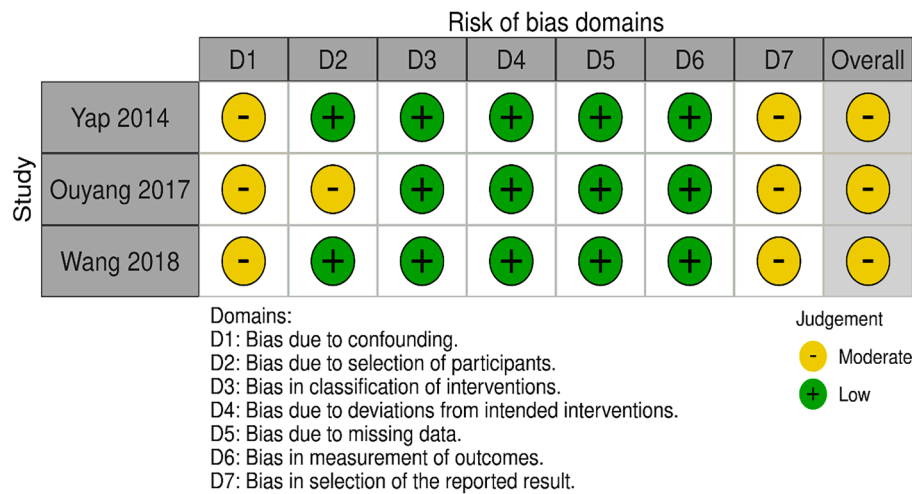 Risk of bias domains
D1 D2 D3 D4 D5 D6 D7 Overall
Study
Yap 2014 - + + + + + - -
Ouyang 2017 - - + + + + - -
Wang 2018 - + + + + + - -
Domains:
D1: Bias due to confounding.
D2: Bias due to selection of participants.
D3: Bias in classification of interventions.
D4: Bias due to deviations from intended interventions.
D5: Bias due to missing data.
D6: Bias in measurement of outcomes.
D7: Bias in selection of the reported result.
Judgement
- Moderate
+ Low